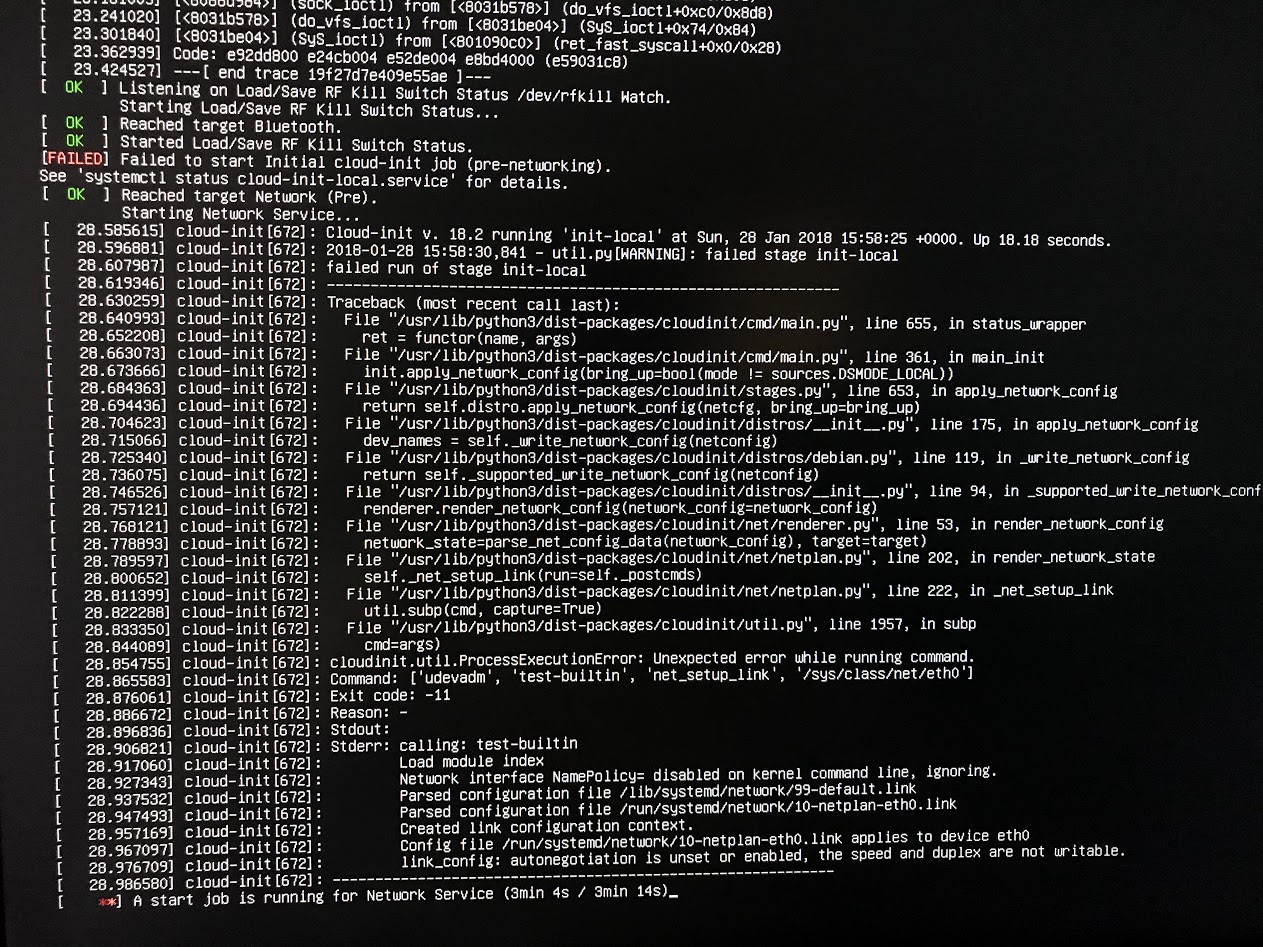 (sock_ioctl) from [<8031b578>] (do_vfs_ioctl+0xc0/0x8d8)
[   23.241020] [<8031b578>] (do_vfs_ioctl) from [<8031be04>] (SyS_ioctl+0x74/0x84)
[   23.301840] [<8031be04>] (SyS_ioctl) from [<801090c0>] (ret_fast_syscall+0x0/0x28)
[   23.362939] Code: e92dd800 e24cb004 e52de004 e8bd4000 (e59031c8)
[   23.424527] ---[ end trace 19f27d7e409e55ae ]---
[  OK  ] Listening on Load/Save RF Kill Switch Status /dev/rfkill Watch.
         Starting Load/Save RF Kill Switch Status...
[  OK  ] Reached target Bluetooth.
[  OK  ] Started Load/Save RF Kill Switch Status.
[FAILED] Failed to start Initial cloud-init job (pre-networking).
See 'systemctl status cloud-init-local.service' for details.
[  OK  ] Reached target Network (Pre).
         Starting Network Service...
[   28.585615] cloud-init[672]: Cloud-init v. 18.2 running 'init-local' at Sun, 28 Jan 2018 15:58:25 +0000. Up 18.18 seconds.
[   28.596881] cloud-init[672]: 2018-01-28 15:58:30,841 - util.py[WARNING]: failed stage init-local
[   28.607987] cloud-init[672]: failed run of stage init-local
[   28.619346] cloud-init[672]: ------------------------------------------------------------
[   28.630259] cloud-init[672]: Traceback (most recent call last):
[   28.640993] cloud-init[672]:   File "/usr/lib/python3/dist-packages/cloudinit/cmd/main.py", line 655, in status_wrapper
[   28.652208] cloud-init[672]:     ret = functor(name, args)
[   28.663073] cloud-init[672]:   File "/usr/lib/python3/dist-packages/cloudinit/cmd/main.py", line 361, in main_init
[   28.673666] cloud-init[672]:     init.apply_network_config(bring_up=bool(mode != sources.DSMODE_LOCAL))
[   28.684363] cloud-init[672]:   File "/usr/lib/python3/dist-packages/cloudinit/stages.py", line 653, in apply_network_config
[   28.694436] cloud-init[672]:     return self.distro.apply_network_config(netcfg, bring_up=bring_up)
[   28.704623] cloud-init[672]:   File "/usr/lib/python3/dist-packages/cloudinit/distros/__init__.py", line 175, in apply_network_config
[   28.715066] cloud-init[672]:     dev_names = self._write_network_config(netconfig)
[   28.725340] cloud-init[672]:   File "/usr/lib/python3/dist-packages/cloudinit/distros/debian.py", line 119, in _write_network_config
[   28.736075] cloud-init[672]:     return self._supported_write_network_config(netconfig)
[   28.746526] cloud-init[672]:   File "/usr/lib/python3/dist-packages/cloudinit/distros/__init__.py", line 94, in _supported_write_network_conf
[   28.757121] cloud-init[672]:     renderer.render_network_config(network_config=network_config)
[   28.768121] cloud-init[672]:   File "/usr/lib/python3/dist-packages/cloudinit/net/renderer.py", line 53, in render_network_config
[   28.778893] cloud-init[672]:     network_state=parse_net_config_data(network_config), target=target)
[   28.789597] cloud-init[672]:   File "/usr/lib/python3/dist-packages/cloudinit/net/netplan.py", line 202, in render_network_state
[   28.800652] cloud-init[672]:     self._net_setup_link(run=self._postcmds)
[   28.811399] cloud-init[672]:   File "/usr/lib/python3/dist-packages/cloudinit/net/netplan.py", line 222, in _net_setup_link
[   28.822288] cloud-init[672]:     util.subp(cmd, capture=True)
[   28.833350] cloud-init[672]:   File "/usr/lib/python3/dist-packages/cloudinit/util.py", line 1957, in subp
[   28.844089] cloud-init[672]:     cmd=args)
[   28.854755] cloud-init[672]: cloudinit.util.ProcessExecutionError: Unexpected error while running command.
[   28.865583] cloud-init[672]: Command: ['udevadm', 'test-builtin', 'net_setup_link', '/sys/class/net/eth0']
[   28.876061] cloud-init[672]: Exit code: -11
[   28.886672] cloud-init[672]: Reason: -
[   28.896836] cloud-init[672]: Stdout:
[   28.906821] cloud-init[672]: Stderr: calling: test-builtin
[   28.917060] cloud-init[672]:         Load module index
[   28.927343] cloud-init[672]:         Network interface NamePolicy= disabled on kernel command line, ignoring.
[   28.937532] cloud-init[672]:         Parsed configuration file /lib/systemd/network/99-default.link
[   28.947493] cloud-init[672]:         Parsed configuration file /run/systemd/network/10-netplan-eth0.link
[   28.957169] cloud-init[672]:         Created link configuration context.
[   28.967097] cloud-init[672]:         Config file /run/systemd/network/10-netplan-eth0.link applies to device eth0
[   28.976709] cloud-init[672]:         link_config: autonegotiation is unset or enabled, the speed and duplex are not writable.
[   28.986580] cloud-init[672]: ------------------------------------------------------------
[    **] A start job is running for Network Service (3min 4s / 3min 14s)_